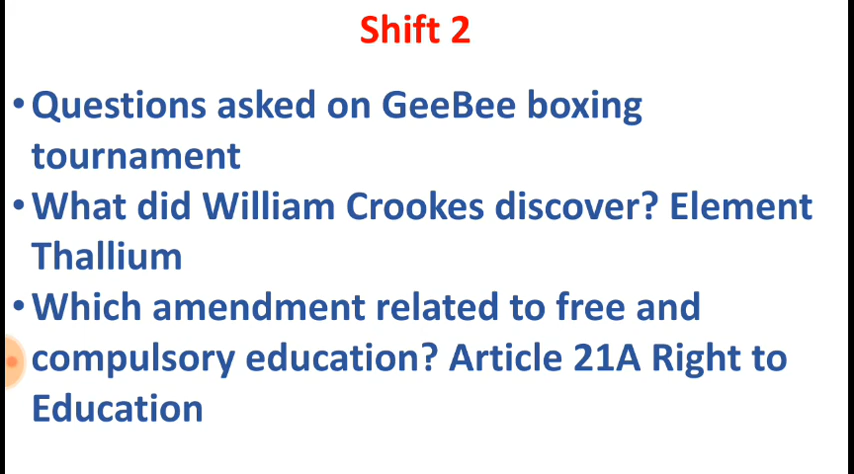 Shift 2
• Questions asked on GeeBee boxing
tournament
• What did William Crookes discover? Element
Thallium
• Which amendment related to free and
compulsory education? Article 21A Right to
Education